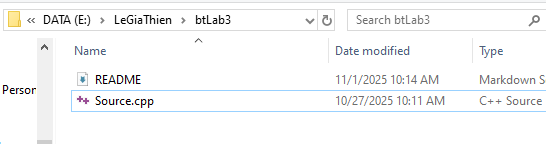 DATA (E:) LeGiaThien btLab3 Search btLab3
Name Date modified Type
README 11/1/2025 10:14 AM Markdown S
Person Source.cpp 10/27/2025 10:11 AM C++ Source